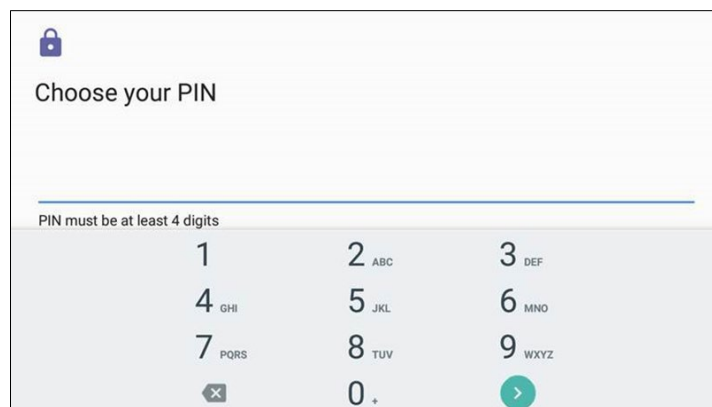 Choose your PIN
PIN must be at least 4 digits
1 2 ABC 3 DEF
4 GHI 5 JKL 6 MNO
7 PQRS 8 TUV 9 WXYZ
0 +